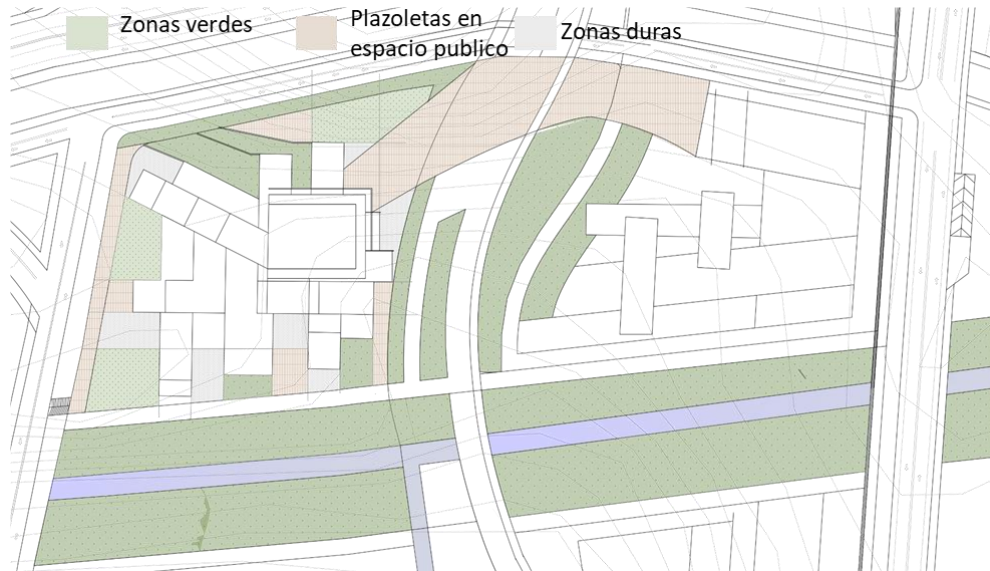 Zonas verdes
Plazoletas en
espacio publico
Zonas duras